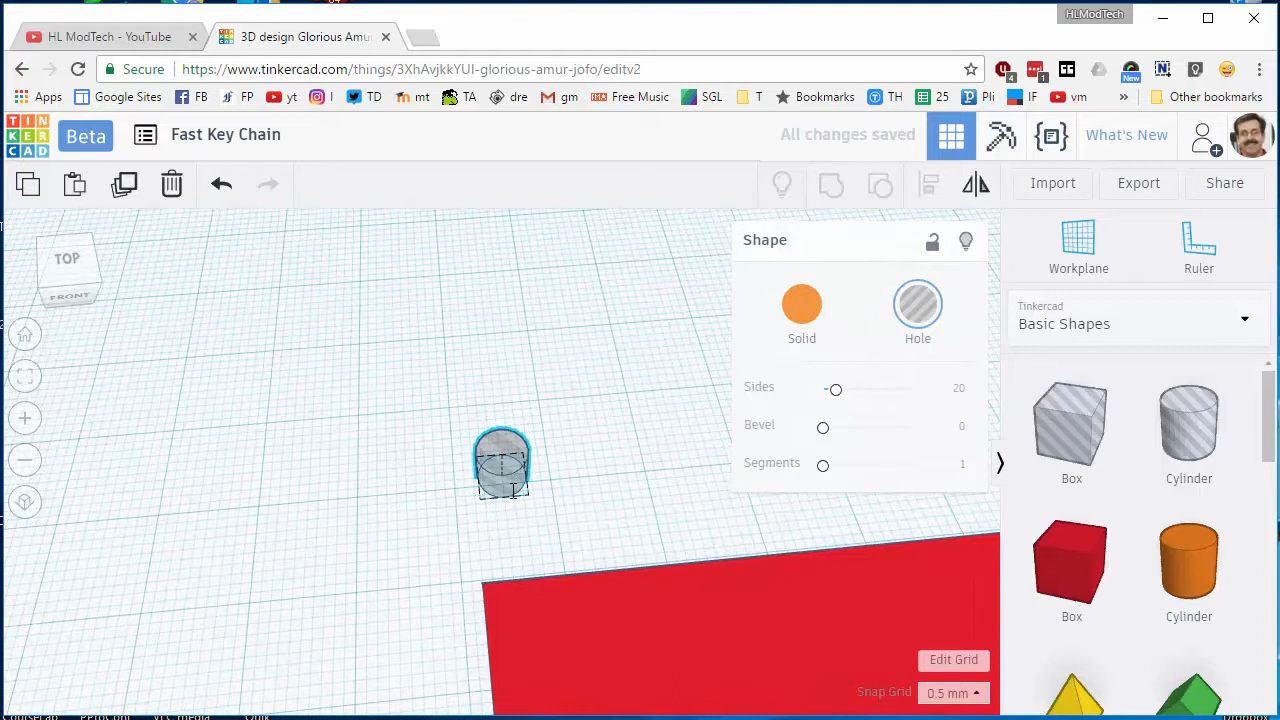 HLModTech
HL ModTech - YouTube
3D design Glorious Amu
Secure
https://www.tinkercad.com/things/3XhAvjkkYUI-glorious-amur-jofo/editv2
4
New
Apps
Google Sites
FB
FP
yt
I
TD
mt
TA
dre
gm
Free Music
SGL
T
Bookmarks
TH
25
Pli
IF
vm
»
Other bookmarks
TIN
KER
CAD
Beta
Fast Key Chain
All changes saved
What's New
Import
Export
Share
TOP
FRONT
Shape
Solid
Hole
Sides
20
Bevel
0
Segments
1
Workplane
Ruler
Tinkercad
Basic Shapes
Box
Cylinder
Box
Cylinder
Edit Grid
Snap Grid
0.5 mm